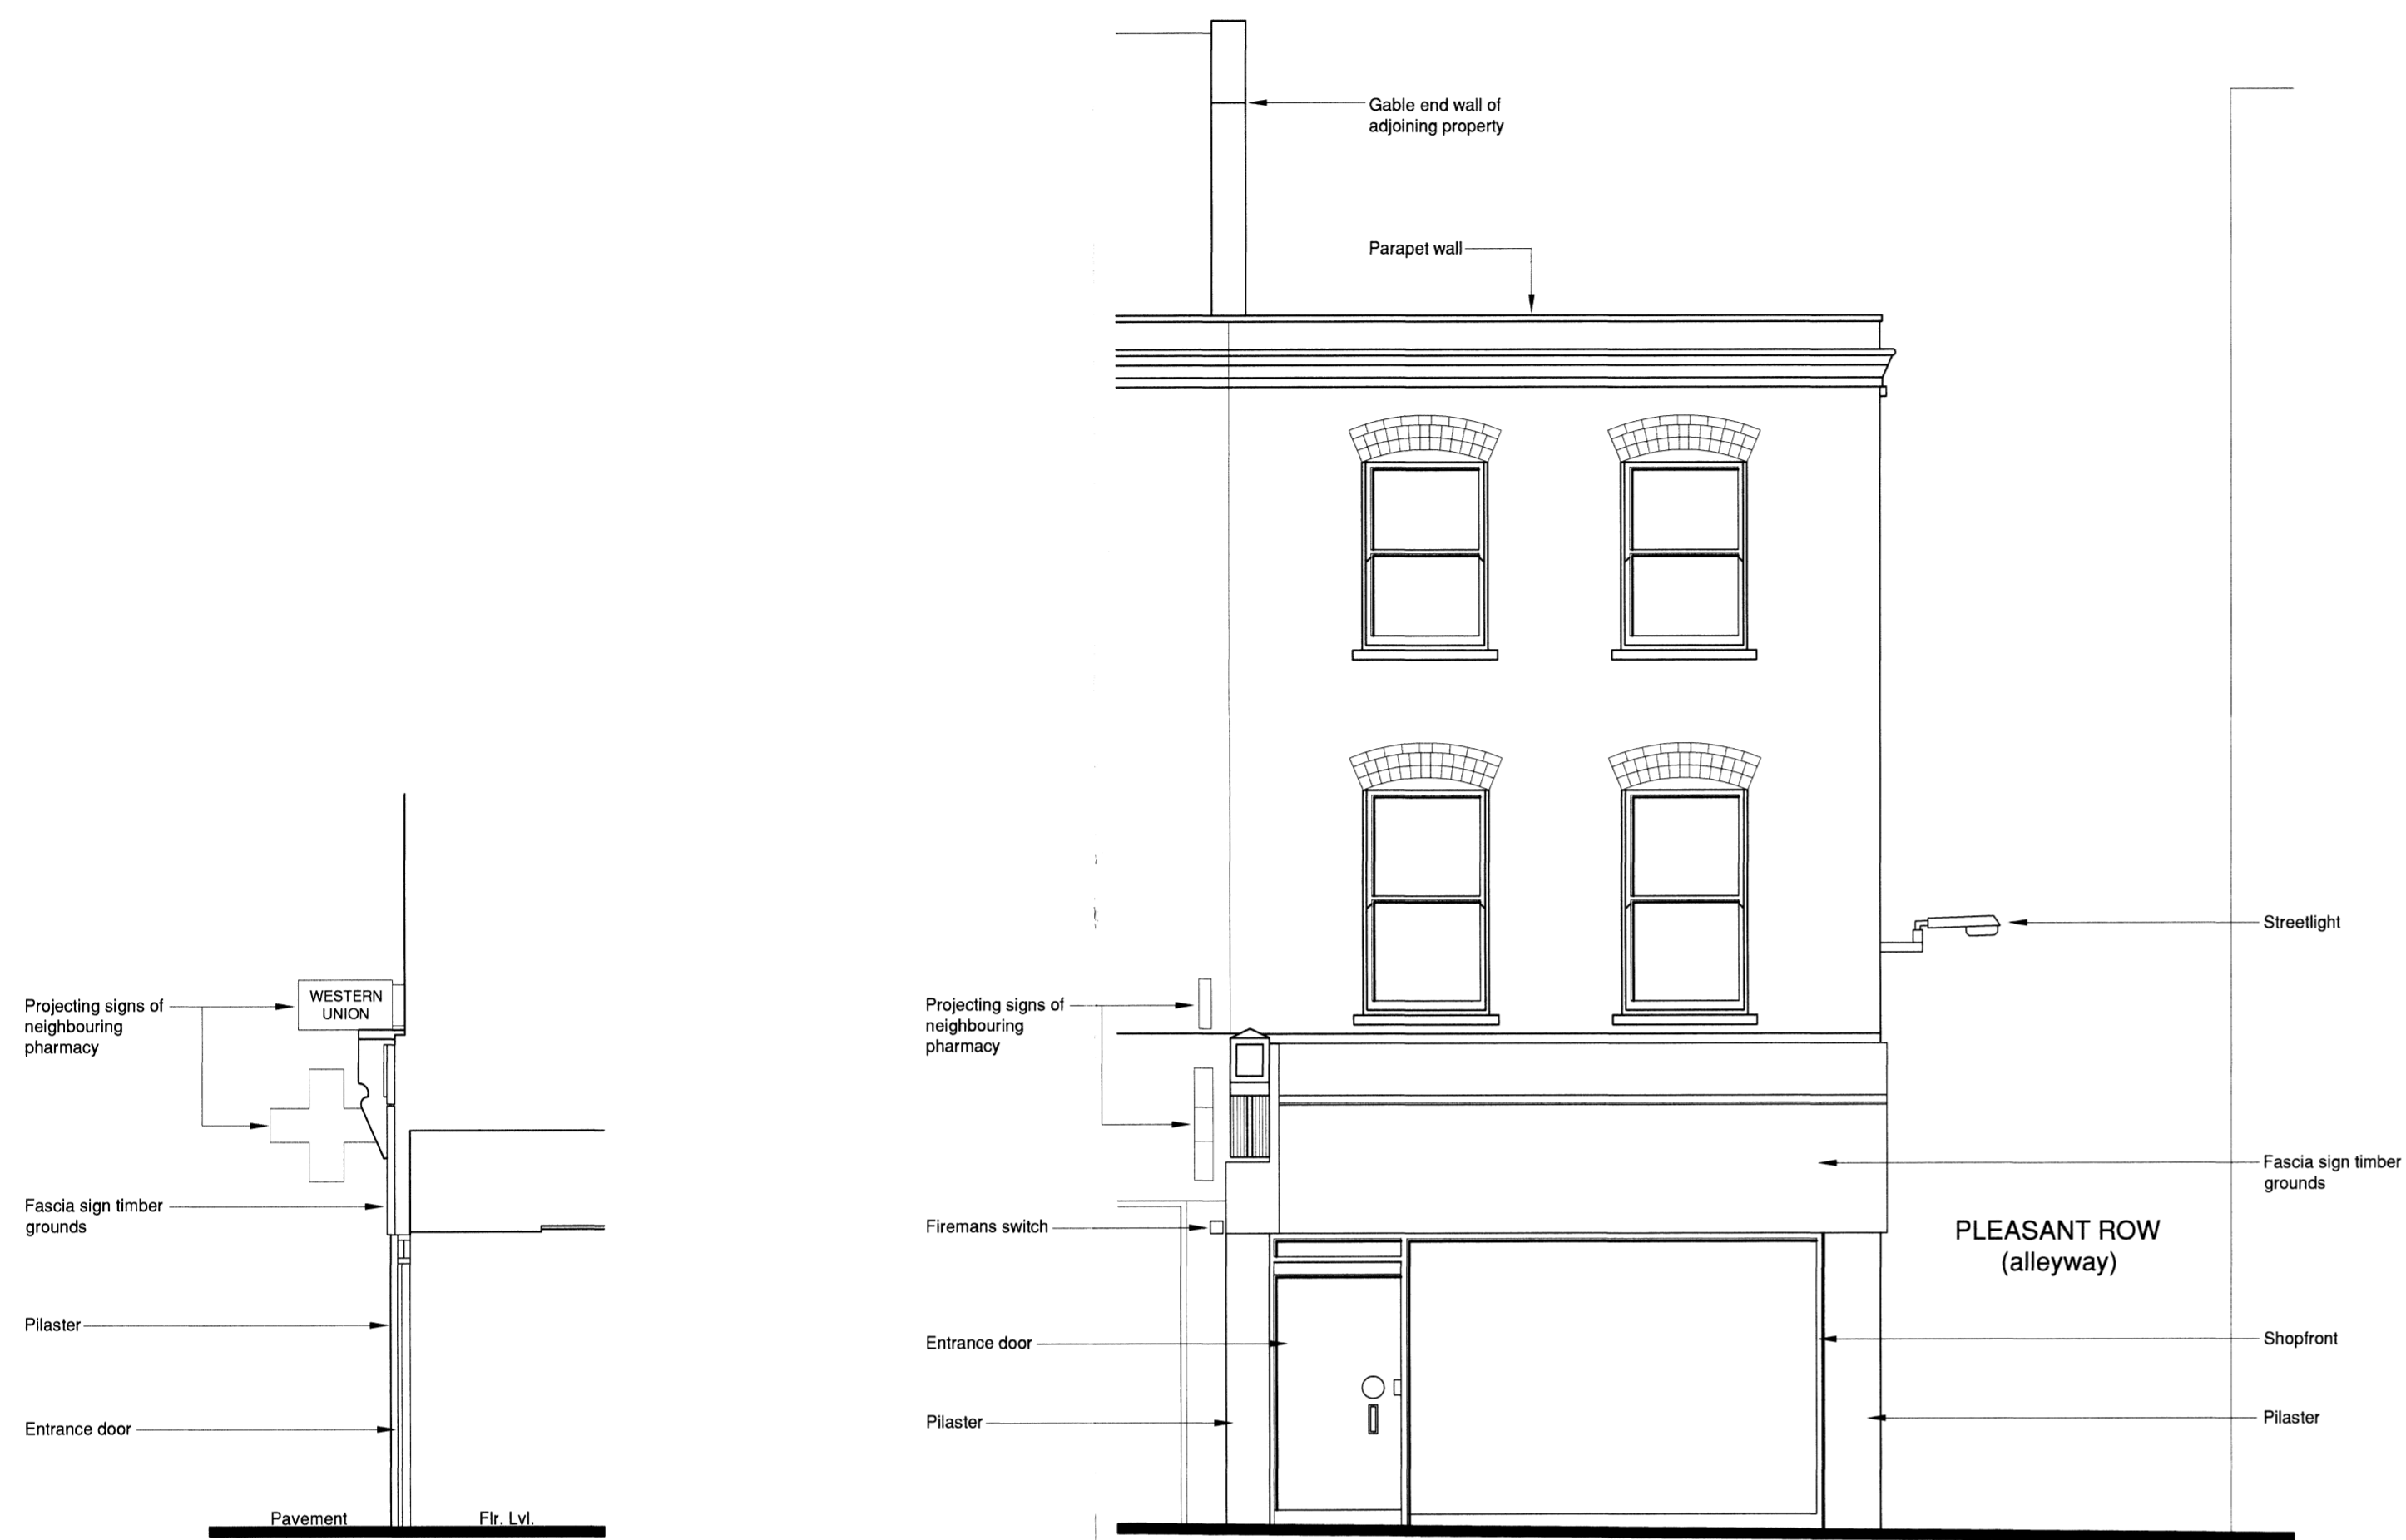 Projecting signs of
neighbouring
pharmacy
WESTERN
UNION
Fascia sign timber
grounds
Pilaster
Entrance door
Pavement
Flr. Lvl.
Gable end wall of
adjoining property
Parapet wall
Projecting signs of
neighbouring
pharmacy
Firemans switch
Entrance door
Pilaster
Streetlight
Fascia sign timber
grounds
PLEASANT ROW
(alleyway)
Shopfront
Pilaster